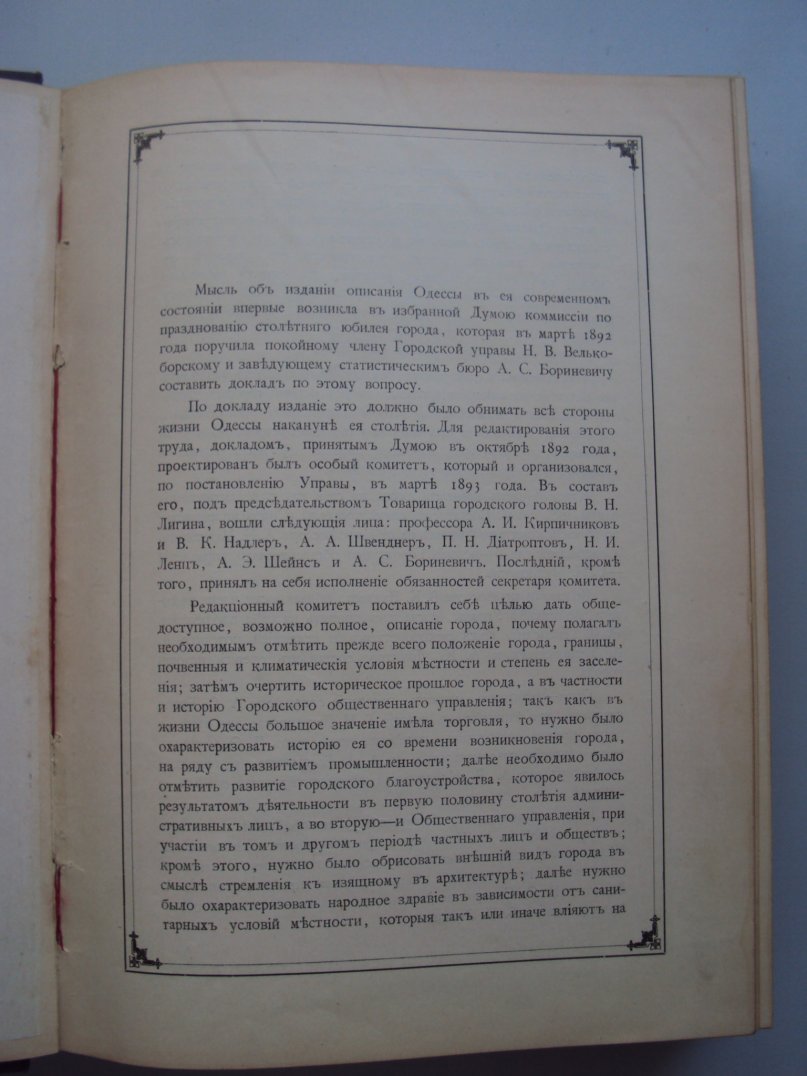 Мысль объ изданіи описанія Одессы въ ея современномъ
состояніи впервые возникла въ избранной Думою коммиссіи по
празднованію столѣтняго юбилея города, которая въ мартѣ 1892
года поручила покойному члену Городской управы Н. В. Велько-
борскому и завѣдующему статистическимъ бюро А. С. Бориневичу
составить докладъ по этому вопросу.
По докладу изданіе это должно было обнимать всѣ стороны
жизни Одессы наканунѣ ея столѣтія. Для редактированія этого
труда, докладомъ, принятымъ Думою въ октябрѣ 1892 года,
проектированъ былъ особый комитетъ, который и организовался,
по постановленію Управы, въ мартѣ 1893 года. Въ составъ
его, подъ предсѣдательствомъ Товарища городского головы В. Н.
Лигина, вошли слѣдующія лица: профессора А. И. Кирпичниковъ
и В. К. Надлеръ, А. А. Швенднеръ, П. Н. Діатроптовъ, Н. И.
Ленцъ, А. Э. Шейнсъ и А. С. Бориневичъ. Послѣдній, кромѣ
того, принялъ на себя исполненіе обязанностей секретаря комитета.
Редакціонный комитетъ поставилъ себѣ цѣлью дать обще-
доступное, возможно полное, описаніе города, почему полагалъ
необходимымъ отмѣтить прежде всего положеніе города, границы,
почвенныя и климатическія условія мѣстности и степень ея заселе-
нія; затѣмъ очертить историческое прошлое города, а въ частности
и исторію Городского общественнаго управленія; такъ какъ въ
жизни Одессы большое значеніе имѣла торговля, то нужно было
охарактеризовать исторію ея со времени возникновенія города,
на ряду съ развитіемъ промышленности; далѣе необходимо было
отмѣтить развитіе городского благоустройства, которое явилось
результатомъ дѣятельности въ первую половину столѣтія админи-
стративныхъ лицъ, а во вторую—и Общественнаго управленія, при
участіи въ томъ и другомъ періодѣ частныхъ лицъ и обществъ;
кромѣ этого, нужно было обрисовать внѣшній видъ города въ
смыслѣ стремленія къ изящному въ архитектурѣ; далѣе нужно
было охарактеризовать народное здравіе въ зависимости отъ сани-
тарныхъ условій мѣстности, которыя такъ или иначе вліяютъ на